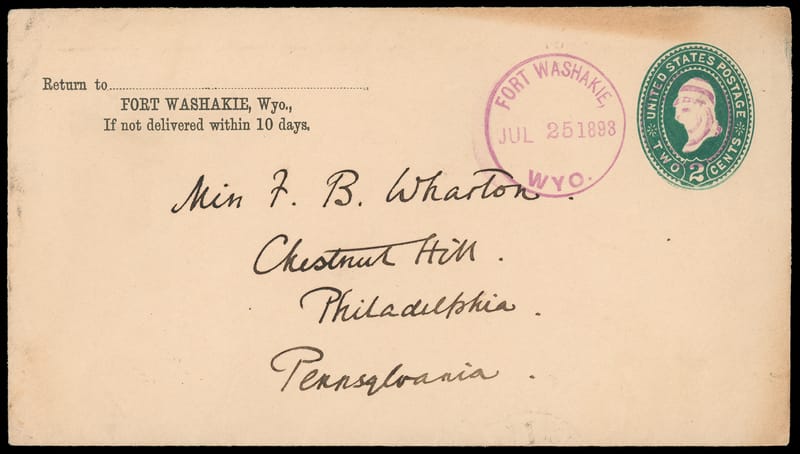 Return to
FORT WASHAKIE, Wyo.,
If not delivered within 10 days.
FORT WASHAKIE,
JUL 25 1893
WYO.
UNITED STATES POSTAGE
TWO 2 CENTS
Miss F. B. Wharton.
Chestnut Hill.
Philadelphia.
Pennsylvania.